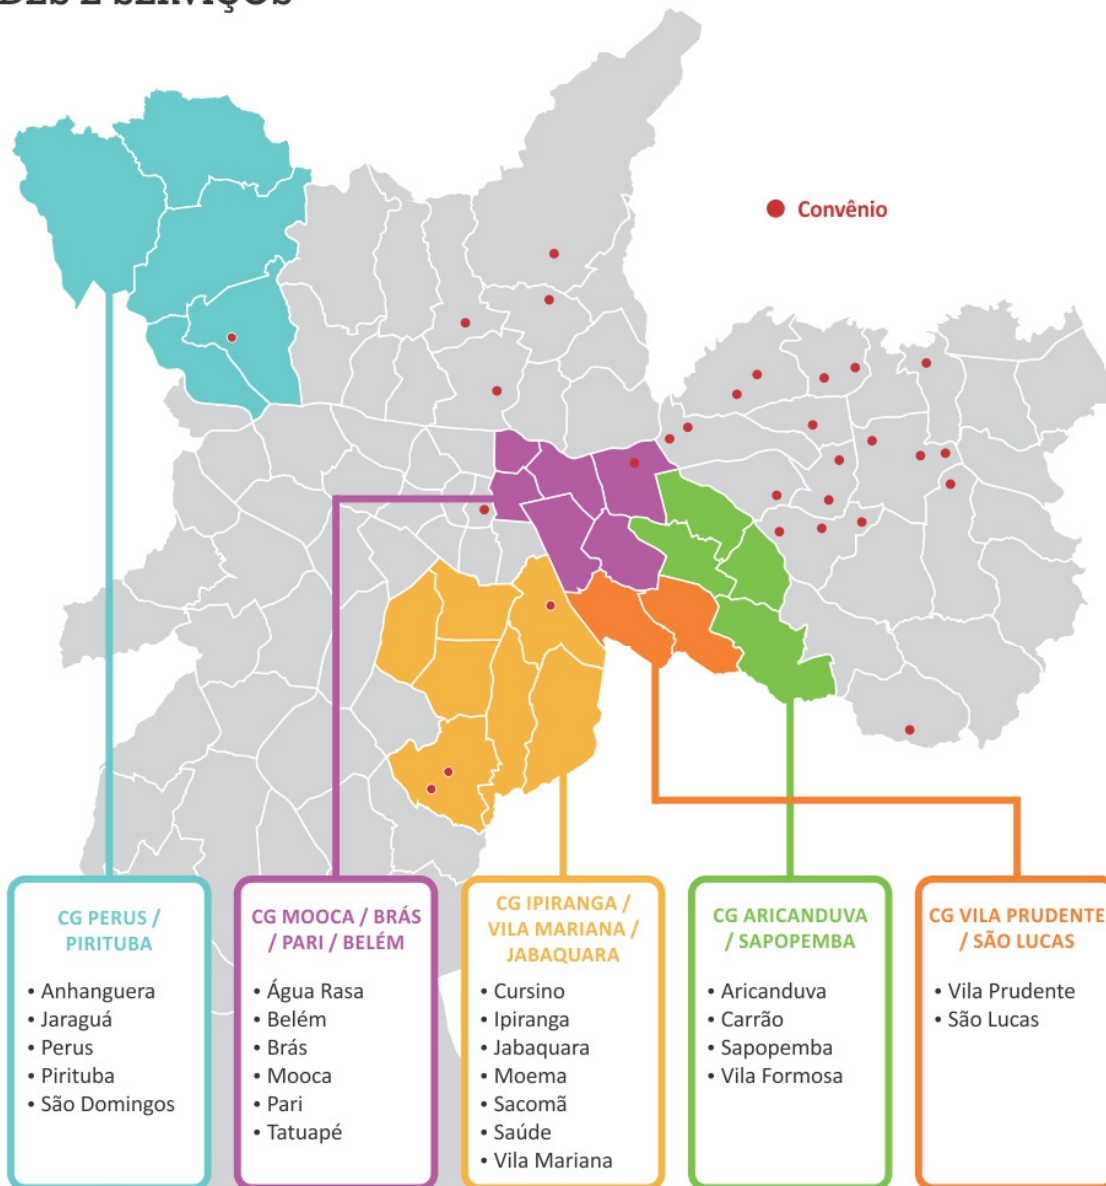 DES E SERVIÇOS
Convênio
CG PERUS /
PIRITUBA
• Anhanguera
• Jaraguá
• Perus
• Pirituba
• São Domingos
CG MOOCA / BRÁS
/ PARI / BELÉM
• Água Rasa
• Belém
• Brás
• Mooca
• Pari
• Tatuapé
CG IPIRANGA /
VILA MARIANA /
JABAQUARA
• Cursino
• Ipiranga
• Jabaquara
• Moema
• Sacomã
• Saúde
• Vila Mariana
CG ARICANDUVA
/ SAPOPEMBA
• Aricanduva
• Carrão
• Sapopemba
• Vila Formosa
CG VILA PRUDENTE
/ SÃO LUCAS
• Vila Prudente
• São Lucas